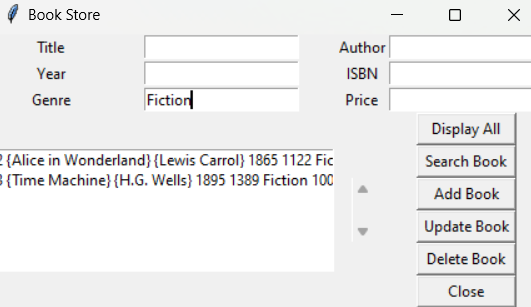 Book Store
Title Author
Year ISBN
Genre Fiction Price
Display All
Search Book
Add Book
Update Book
Delete Book
Close
2 {Alice in Wonderland} {Lewis Carrol} 1865 1122 Fic
3 {Time Machine} {H.G. Wells} 1895 1389 Fiction 100